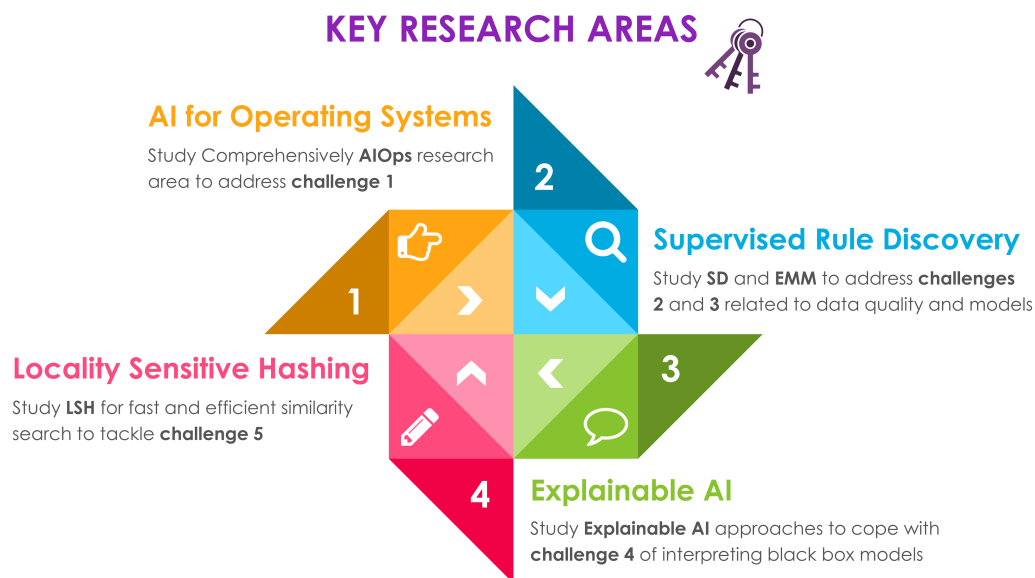 KEY RESEARCH AREAS
AI for Operating Systems
Study Comprehensively AIOps research
area to address challenge 1
1
2
Supervised Rule Discovery
Study SD and EMM to address challenges
2 and 3 related to data quality and models
3
Explainable AI
Study Explainable AI approaches to cope with
challenge 4 of interpreting black box models
4
Locality Sensitive Hashing
Study LSH for fast and efficient similarity
search to tackle challenge 5